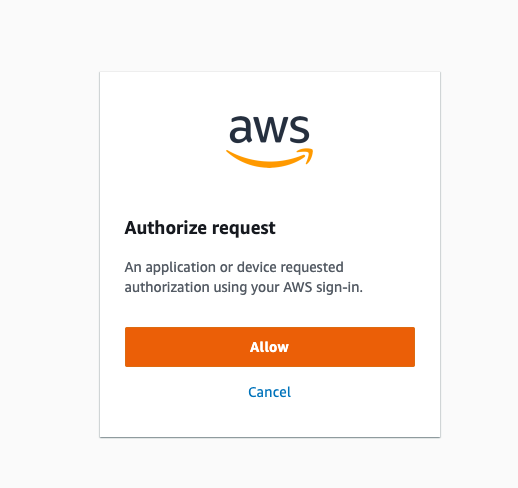 aws
Authorize request
An application or device requested
authorization using your AWS sign-in.
Allow
Cancel